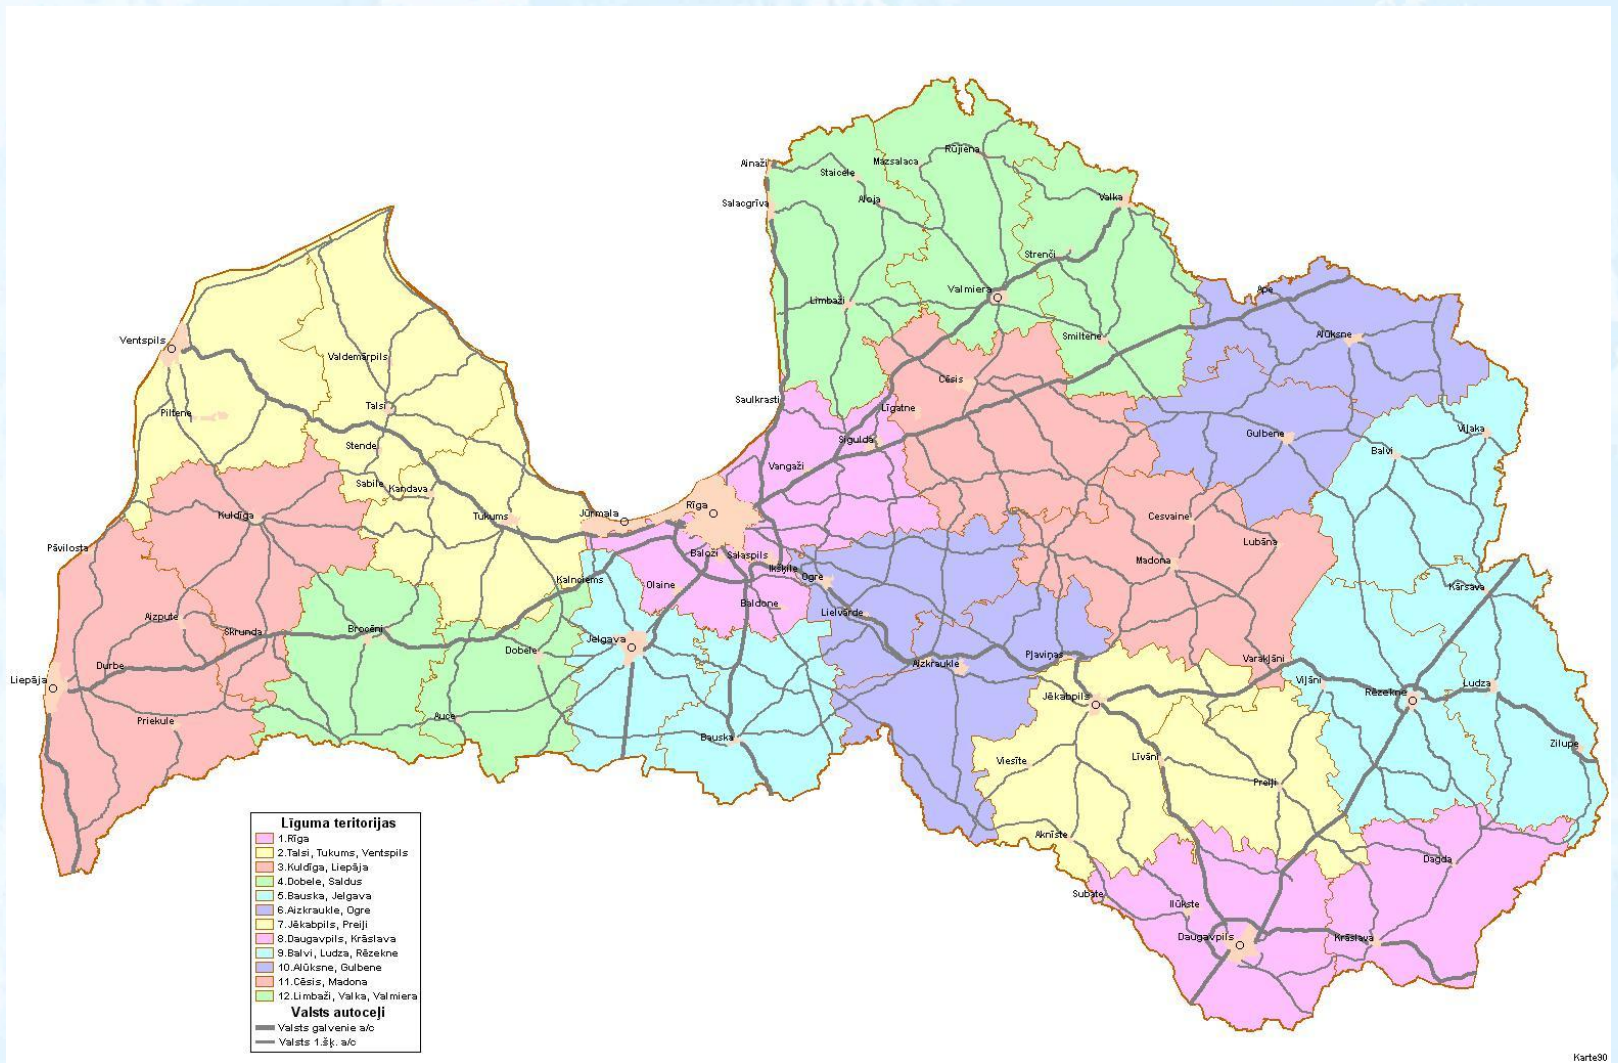 Ainaži
Staicele
Mazsalaca
Rūjiena
Salacgrīva
Aloja
Valka
Strenči
Valmiera
Limbaži
Smiltene
Ape
Alūksne
Ventspils
Valdemārpils
Talsi
Piltene
Stende
Sabile
Kandava
Tukums
Kuldīga
Pāvilosta
Saulkrasti
Cēsis
Līgatne
Sigulda
Vangaži
Gulbene
Balvi
Viļaka
Rīga
Jūrmala
Baloži
Salaspils
Ikšķile
Ogre
Olaine
Baldone
Kalnciems
Lielvārde
Cesvaine
Lubāna
Madona
Kārsava
Aizpute
Skrunda
Brocēni
Dobele
Jelgava
Durbe
Liepāja
Priekule
Auce
Bauska
Aizkraukle
Pļaviņas
Jēkabpils
Varakļāni
Viļāni
Rēzekne
Ludza
Zilupe
Viesīte
Līvāni
Preiļi
Aknīste
Subate
Ilūkste
Daugavpils
Krāslava
Dagda
Līguma teritorijas
1.Rīga
2.Talsi, Tukums, Ventspils
3.Kuldīga, Liepāja
4.Dobele, Saldus
5.Bauska, Jelgava
6.Aizkraukle, Ogre
7.Jēkabpils, Preiļi
8.Daugavpils, Krāslava
9.Balvi, Ludza, Rēzekne
10.Alūksne, Gulbene
11.Cēsis, Madona
12.Limbaži, Valka, Valmiera
Valsts autoceļi
Valsts galvenie a/c
Valsts 1.šķ. a/c
Karte90